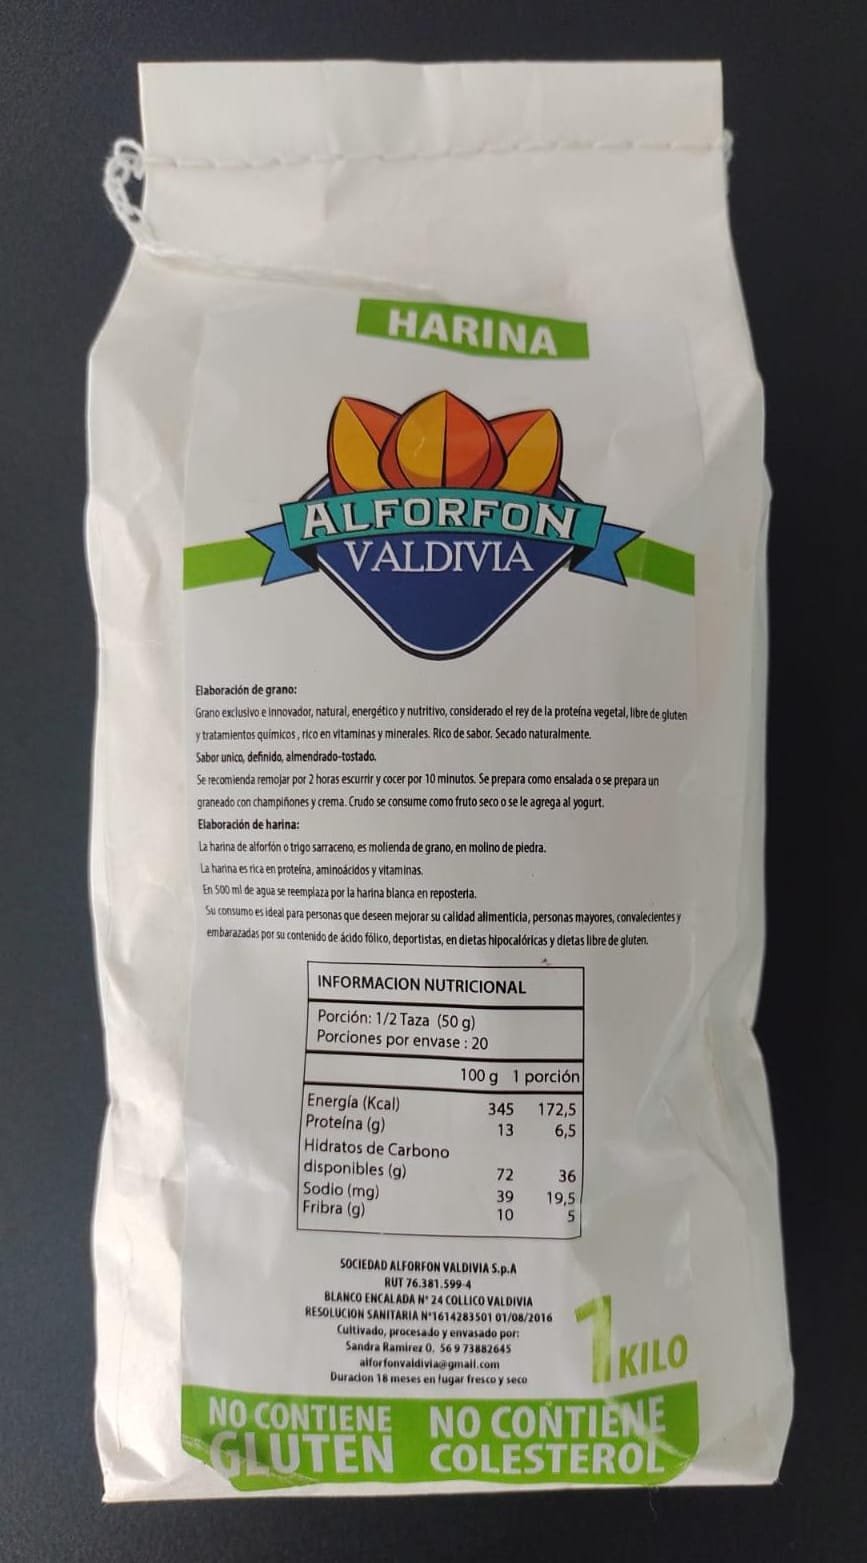 HARINA
ALFORFON
VALDIVIA
Elaboración de grano:
Grano exclusivo e innovador, natural, energético y nutritivo, considerado el rey de la proteína vegetal, libre de gluten
y tratamientos químicos, rico en vitaminas y minerales. Rico de sabor. Secado naturalmente.
Sabor unico, definido, almendrado-tostado.
Se recomienda remojar por 2 horas escurrir y cocer por 10 minutos. Se prepara como ensalada o se prepara un
graneado con champiñones y crema. Crudo se consume como fruto seco o se le agrega al yogurt.
Elaboración de harina:
La harina de alforfón o trigo sarraceno, es molienda de grano, en molino de piedra.
La harina es rica en proteína, aminoácidos y vitaminas.
En 500 ml de agua se reemplaza por la harina blanca en repostería.
Su consumo es ideal para personas que deseen mejorar su calidad alimenticia, personas mayores, convalecientes y
embarazadas por su contenido de ácido fólico, deportistas, en dietas hipocalóricas y dietas libre de gluten.
INFORMACION NUTRICIONAL
Porción: 1/2 Taza (50 g)
Porciones por envase : 20
100 g 1 porción
Energía (Kcal) 345 172,5
Proteína (g) 13 6,5
Hidratos de Carbono
disponibles (g) 72 36
Sodio (mg) 39 19,5
Fribra (g) 10 5
SOCIEDAD ALFORFON VALDIVIA S.p.A
RUT 76.381.599-4
BLANCO ENCALADA N° 24 COLLICO VALDIVIA
RESOLUCION SANITARIA N°1614283501 01/08/2016
Cultivado, procesado y envasado por:
Sandra Ramirez O. 56 9 73882645
alforfonvaldivia@gmail.com
Duracion 18 meses en lugar fresco y seco
1 KILO
NO CONTIENE GLUTEN
NO CONTIENE COLESTEROL